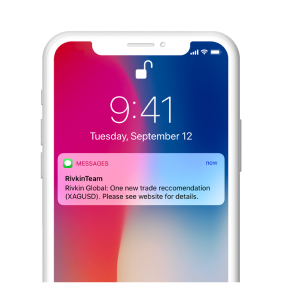 9:41
Tuesday, September 12
MESSAGES now
RivkinTeam
Rivkin Global: One new trade reccomendation
(XAGUSD). Please see website for details.